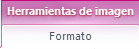 Herramientas de imagen
Formato